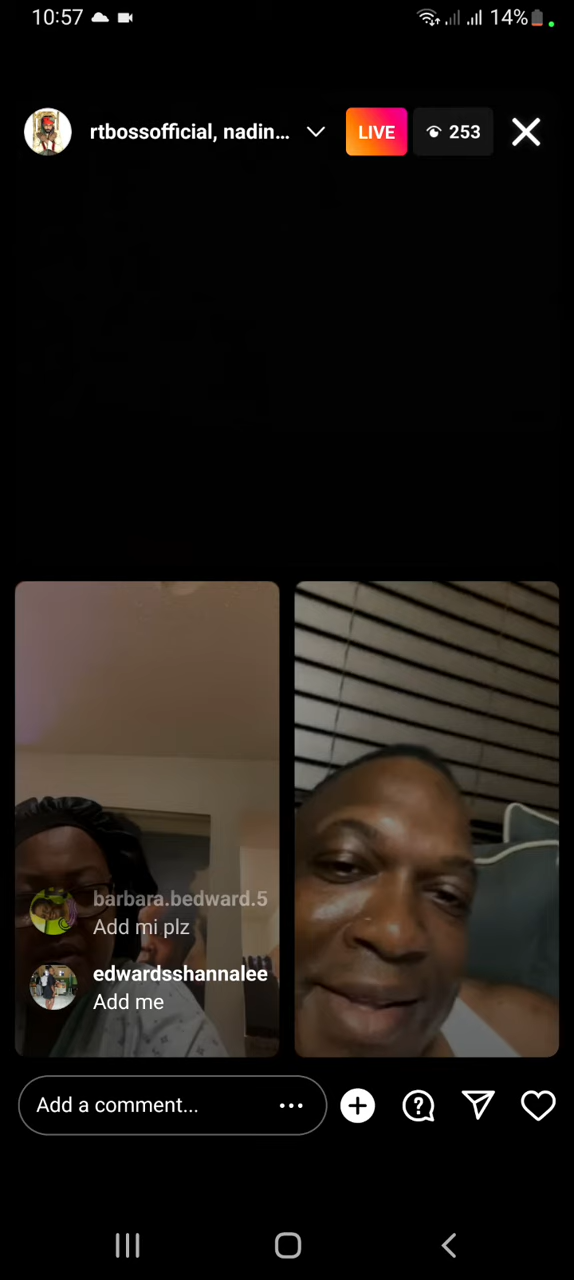 10:57
14%
rtbossofficial, nadin...
LIVE
253
barbara.bedward.5
Add mi plz
edwardsshannalee
Add me
Add a comment...